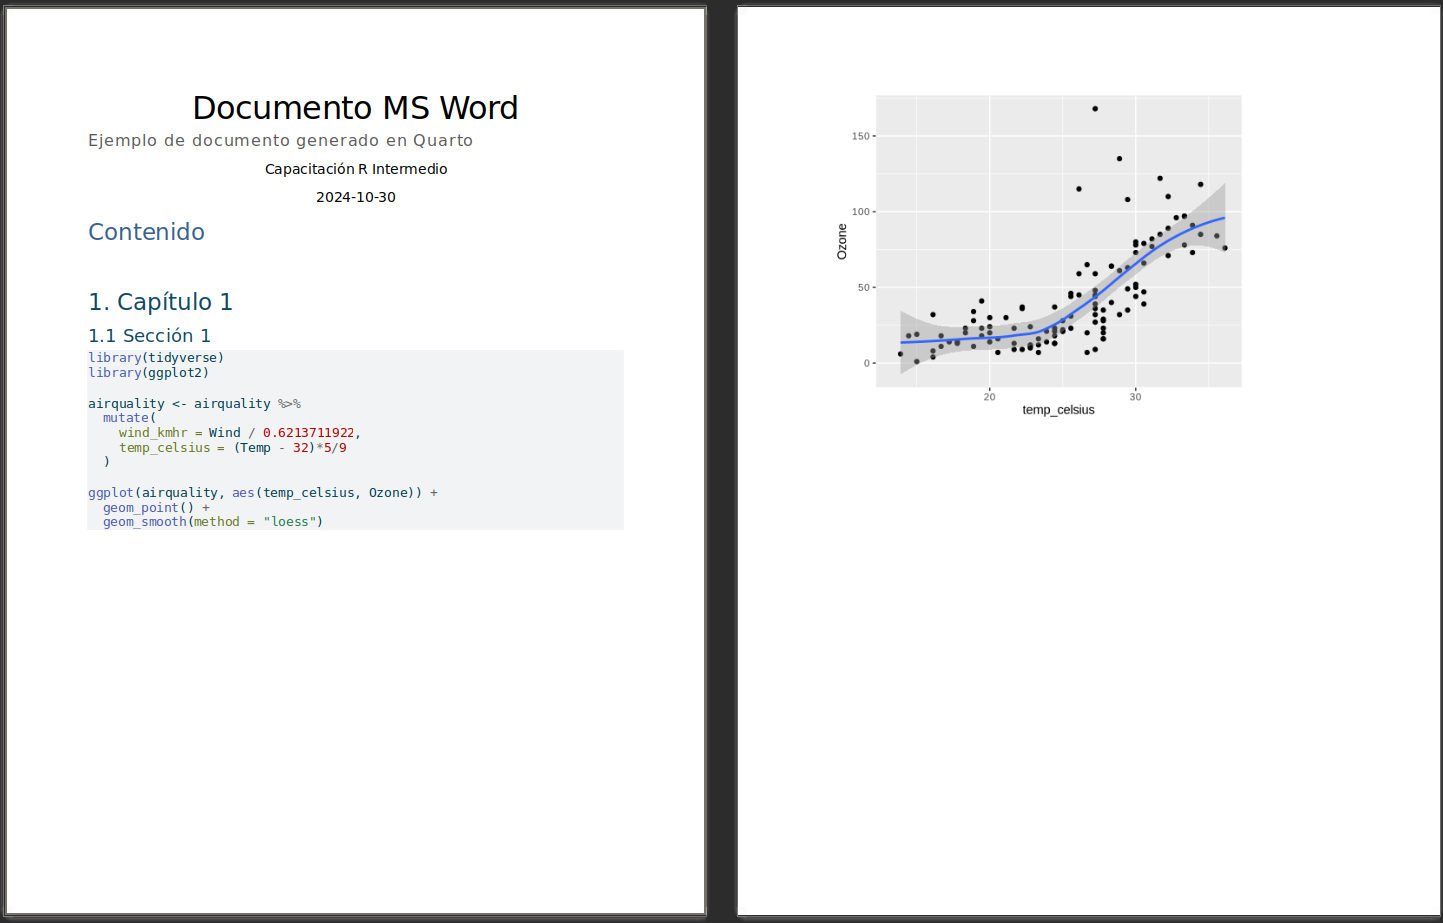 Documento MS Word
Ejemplo de documento generado en Quarto
Capacitación R Intermedio
2024-10-30
Contenido
1. Capítulo 1
1.1 Sección 1
library(tidyverse)
library(ggplot2)
airquality <- airquality %>%
  mutate(
    wind_kmhr = Wind / 0.6213711922,
    temp_celsius = (Temp - 32)*5/9
  )
ggplot(airquality, aes(temp_celsius, Ozone)) +
  geom_point() +
  geom_smooth(method = "loess")
150
100
50
0
Ozone
20 30
temp_celsius